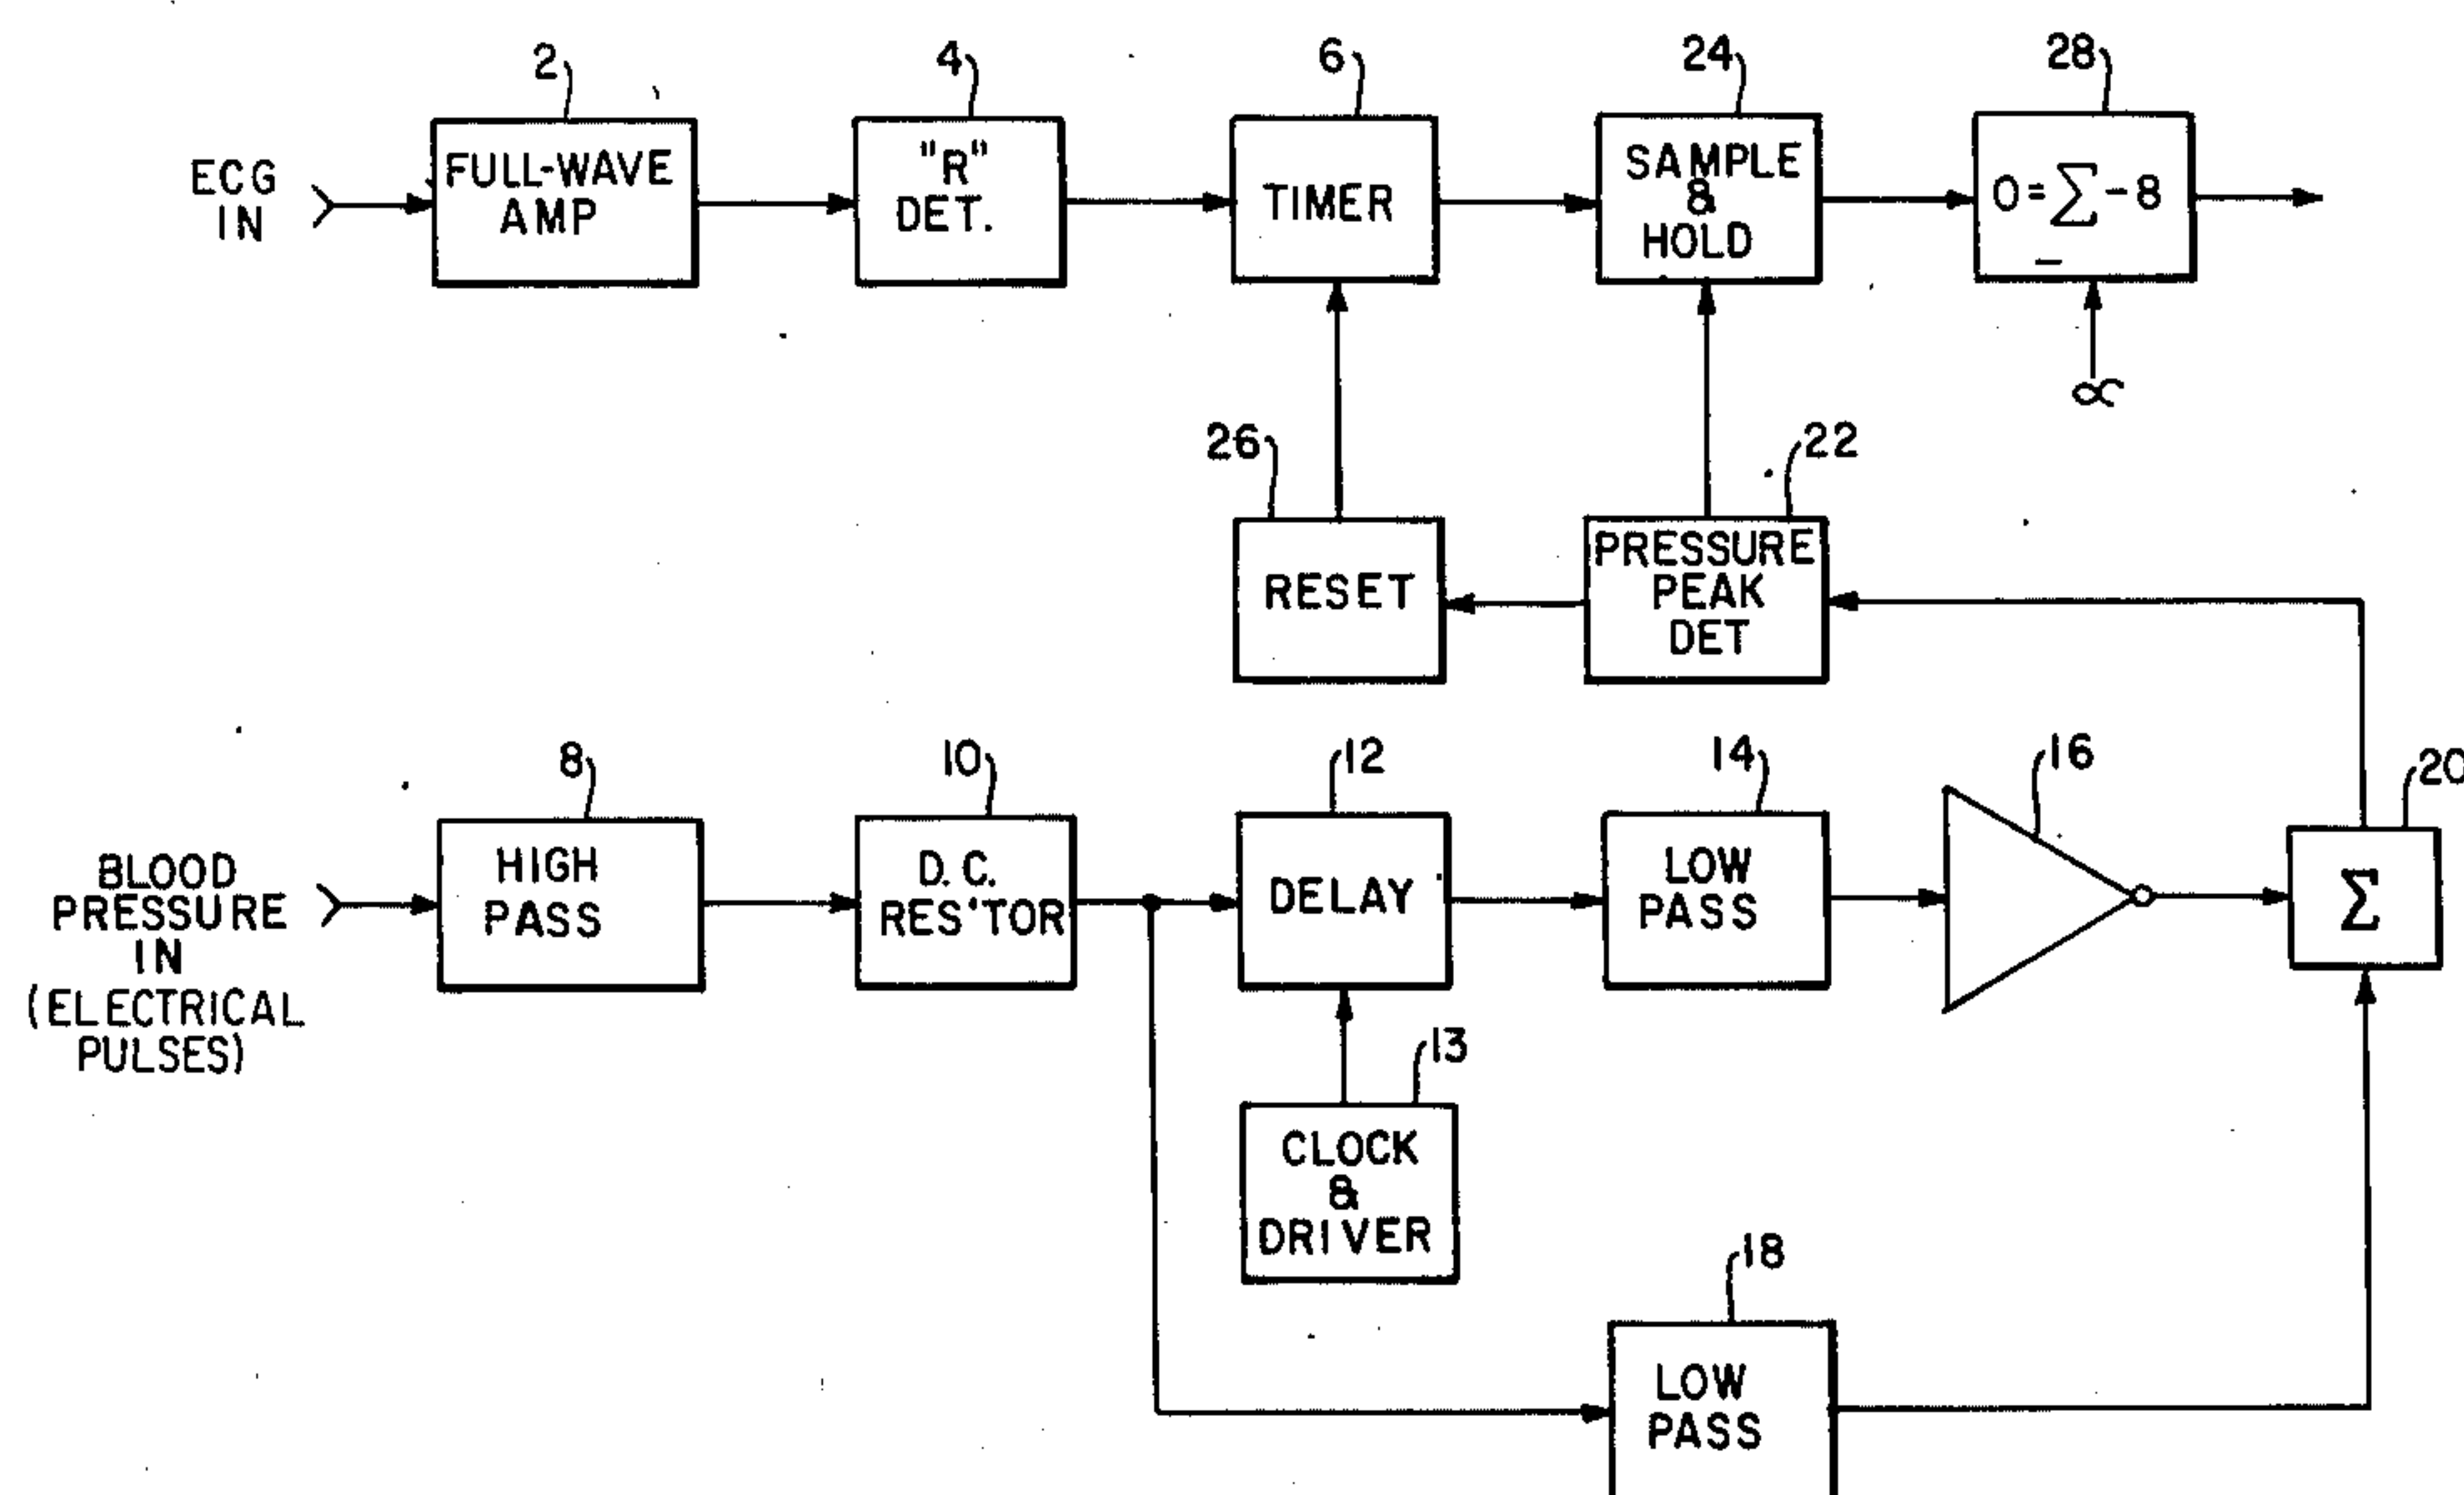 2
4
6
24
28
ECG
IN
FULL-WAVE
AMP
"R"
DET.
TIMER
SAMPLE
&
HOLD
0=∑-8
–
∝
26
22
RESET
PRESSURE
PEAK
DET
8
10
12
14
16
20
BLOOD
PRESSURE
IN
(ELECTRICAL
PULSES)
HIGH
PASS
D.C.
RES'TOR
DELAY
LOW
PASS
Σ
13
CLOCK
&
DRIVER
18
LOW
PASS